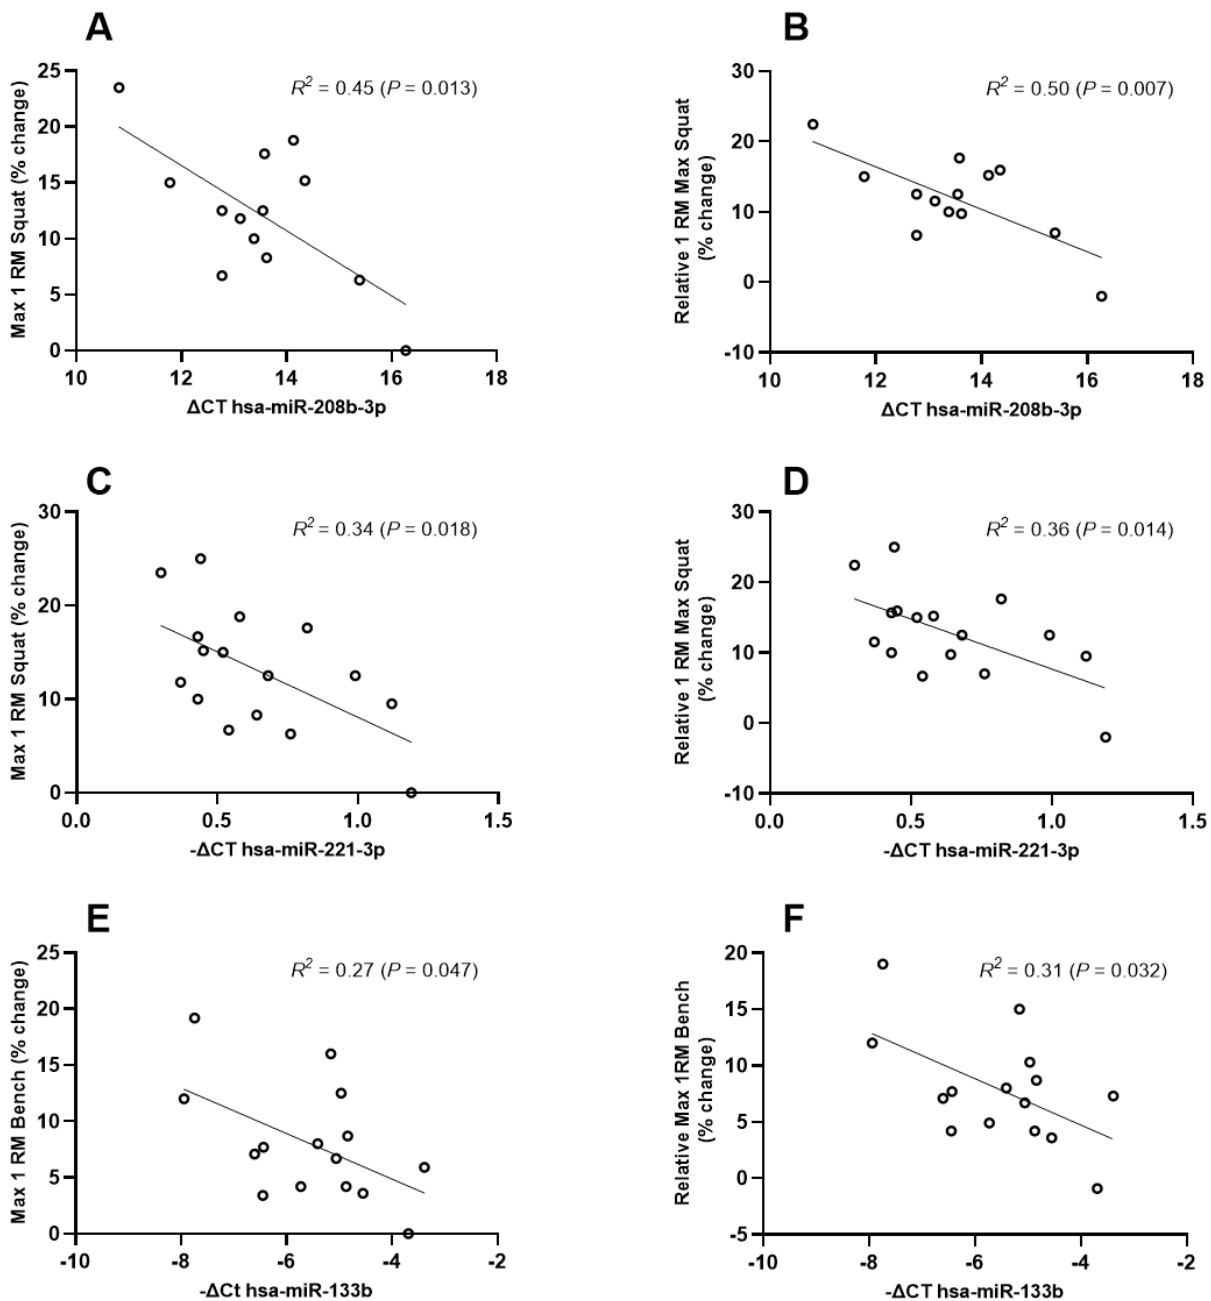 A
Max 1 RM Squat (% change)
25
20
15
10
5
0
10
12
14
16
18
R² = 0.45 (P = 0.013)
ΔCT hsa-miR-208b-3p
B
Relative 1 RM Max Squat
(% change)
30
20
10
0
-10
10
12
14
16
18
R² = 0.50 (P = 0.007)
ΔCT hsa-miR-208b-3p
C
Max 1 RM Squat (% change)
30
20
10
0
0.0
0.5
1.0
1.5
R² = 0.34 (P = 0.018)
-ΔCT hsa-miR-221-3p
D
Relative 1 RM Max Squat
(% change)
30
20
10
0
-10
0.0
0.5
1.0
1.5
R² = 0.36 (P = 0.014)
-ΔCT hsa-miR-221-3p
E
Max 1 RM Bench (% change)
25
20
15
10
5
0
-10
-8
-6
-4
-2
R² = 0.27 (P = 0.047)
-ΔCt hsa-miR-133b
F
Relative Max 1RM Bench
(% change)
20
15
10
5
0
-5
-10
-8
-6
-4
-2
R² = 0.31 (P = 0.032)
-ΔCT hsa-miR-133b